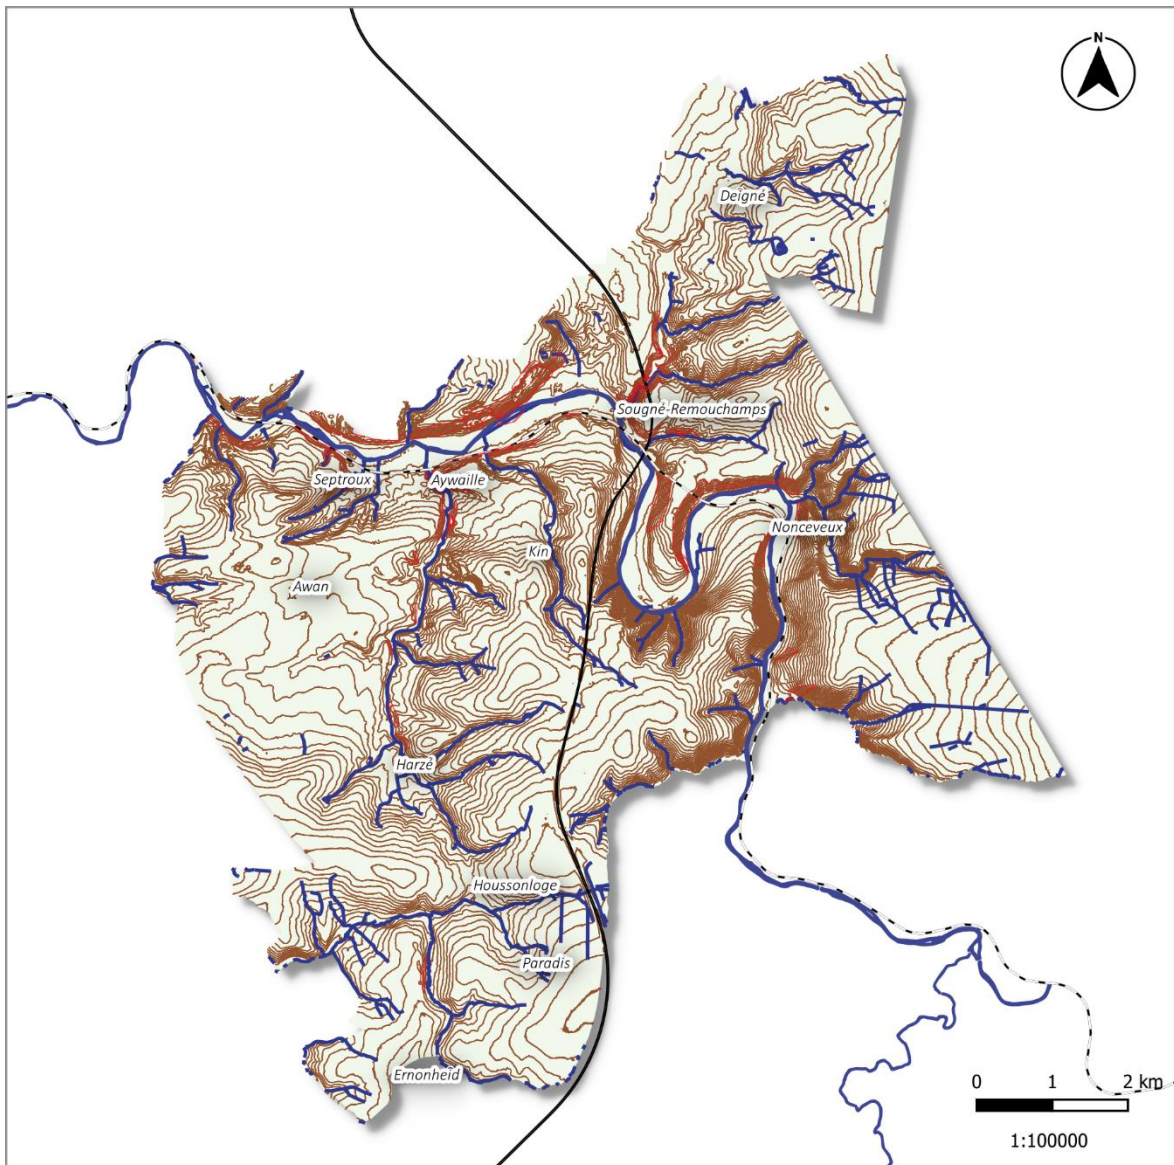 N
Deigné
Sougné-Remouchamps
Septroux
Aywaille
Nonceveux
Kin
Awan
Harzé
Houssonloge
Paradis
Ernonheid
0 1 2 km
1:100000